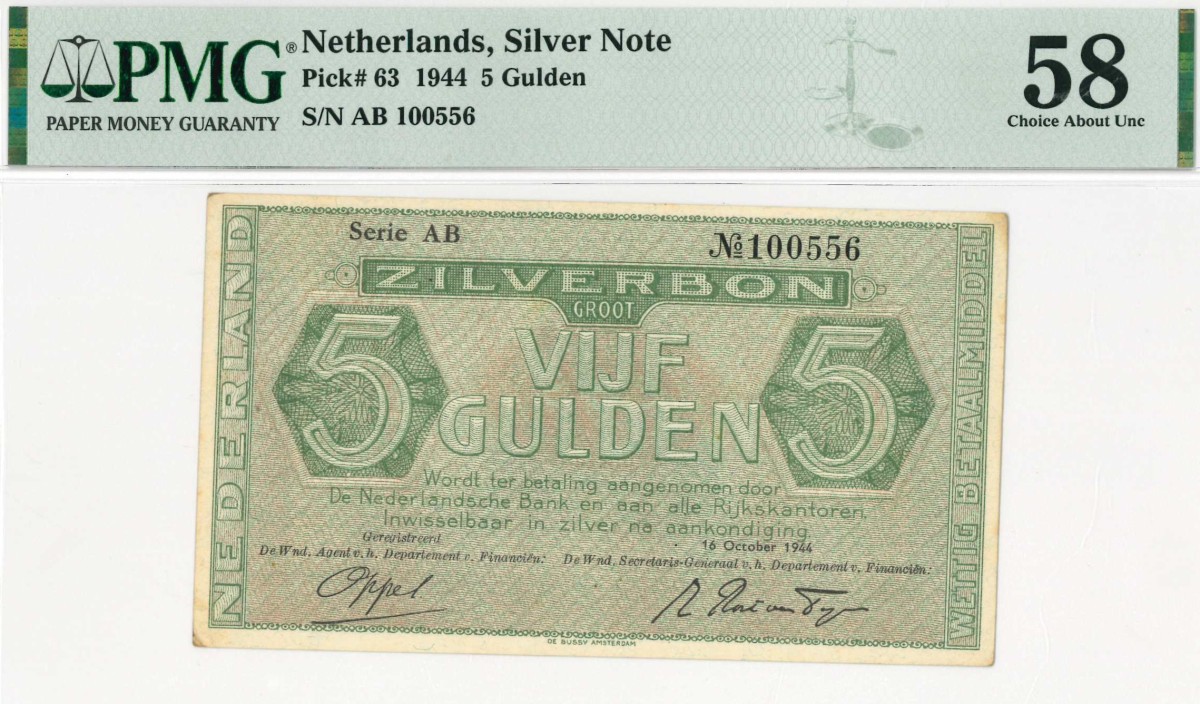 PMG®
PAPER MONEY GUARANTY
Netherlands, Silver Note
Pick# 63 1944 5 Gulden
S/N AB 100556
58
Choice About Unc
Serie AB
№100556
ZILVERBON
GROOT
5
VIJF
GULDEN
5
NEDERLAND
WETTIG BETAALMIDDEL
Wordt ter betaling aangenomen door
De Nederlandsche Bank en aan alle Rijkskantoren.
Inwisselbaar in zilver na aankondiging.
Geregistreerd
16 October 1944
De Wnd. Agent v. h. Departement v. Financiën:
De Wnd. Secretaris-Generaal v. h. Departement v. Financiën:
Oppel
DE BUSSY AMSTERDAM